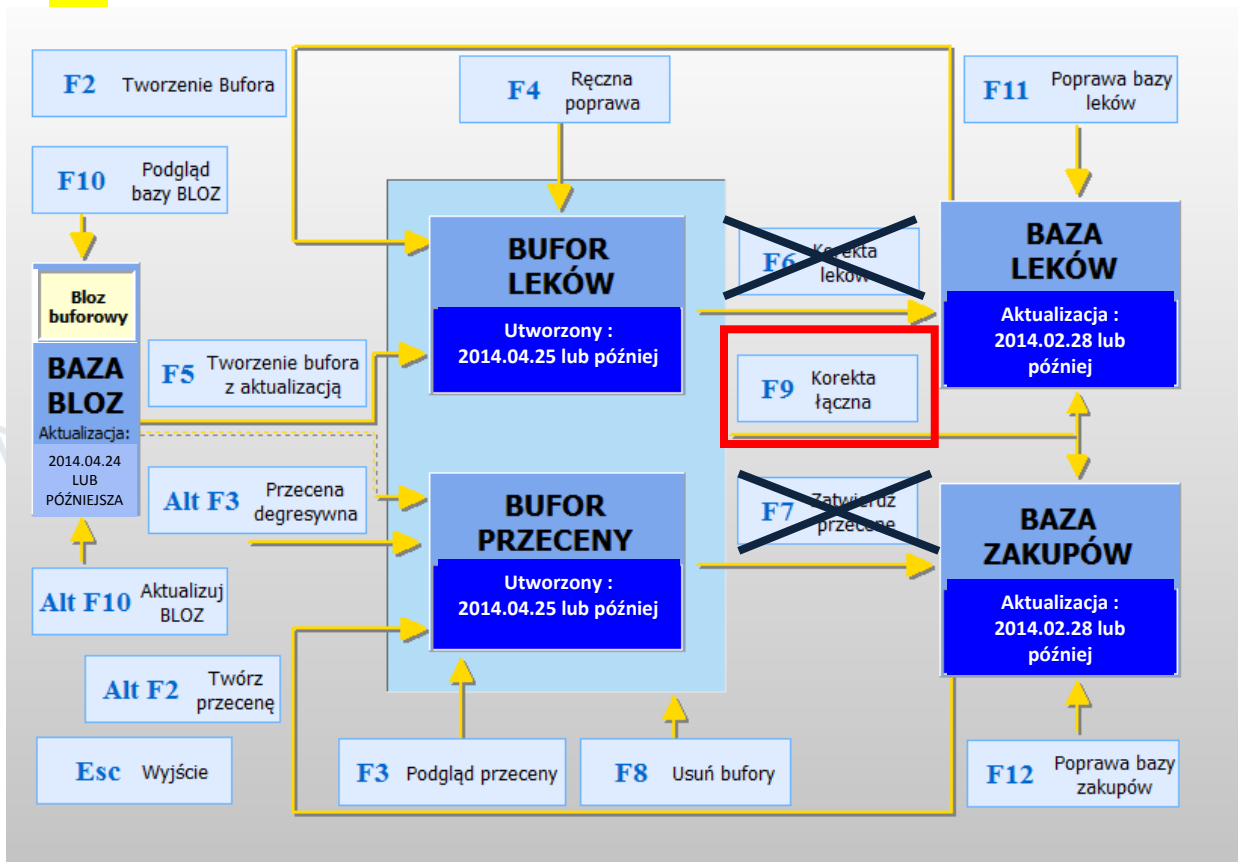 F2 Tworzenie Bufora
F4 Ręczna
poprawa
F11 Poprawa bazy
leków
F10 Podgląd
bazy BLOZ
BUFOR
LEKÓW
Utworzony :
2014.04.25 lub później
F6 Korekta
leków
BAZA
LEKÓW
Aktualizacja :
2014.02.28 lub
później
Bloz
buforowy
BAZA
BLOZ
Aktualizacja:
2014.04.24
LUB
PÓŹNIEJSZA
F5 Tworzenie bufora
z aktualizacją
F9 Korekta
łączna
Alt F3 Przecena
degresywna
BUFOR
PRZECENY
Utworzony :
2014.04.25 lub później
F7 Zatwierdź
przecenę
BAZA
ZAKUPÓW
Aktualizacja :
2014.02.28 lub
później
Alt F10 Aktualizuj
BLOZ
Alt F2 Twórz
przecenę
Esc Wyjście
F3 Podgląd przeceny
F8 Usuń bufory
F12 Poprawa bazy
zakupów